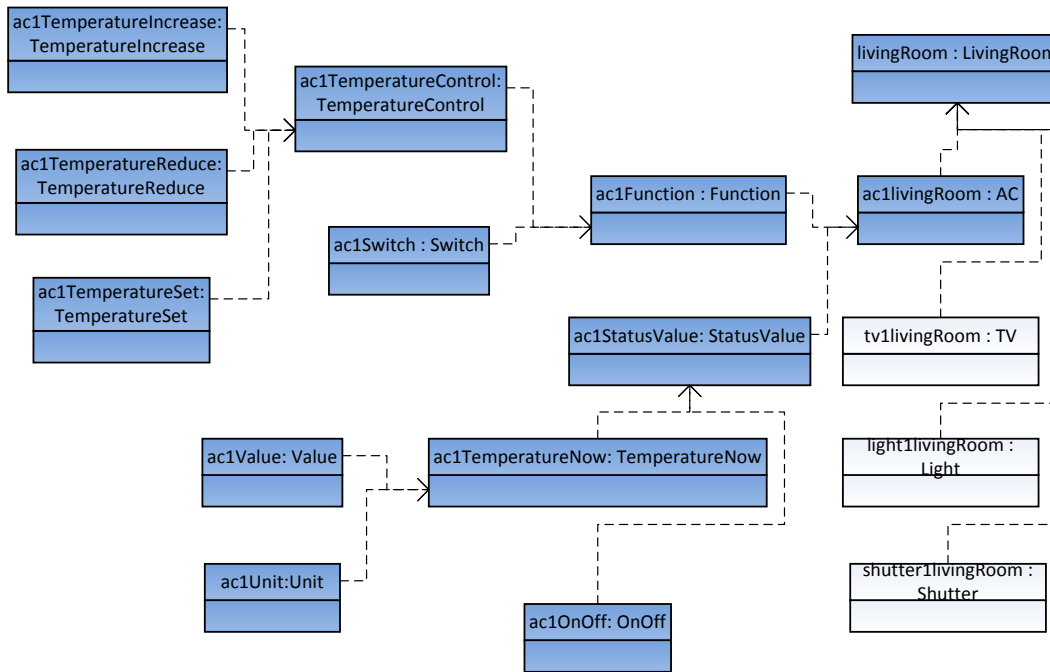 ac1TemperatureIncrease:
TemperatureIncrease
livingRoom : LivingRoom
ac1TemperatureControl:
TemperatureControl
ac1TemperatureReduce:
TemperatureReduce
ac1Function : Function
ac1livingRoom : AC
ac1Switch : Switch
ac1TemperatureSet:
TemperatureSet
ac1StatusValue: StatusValue
tv1livingRoom : TV
ac1Value: Value
ac1TemperatureNow: TemperatureNow
light1livingRoom :
Light
ac1Unit:Unit
shutter1livingRoom :
Shutter
ac1OnOff: OnOff